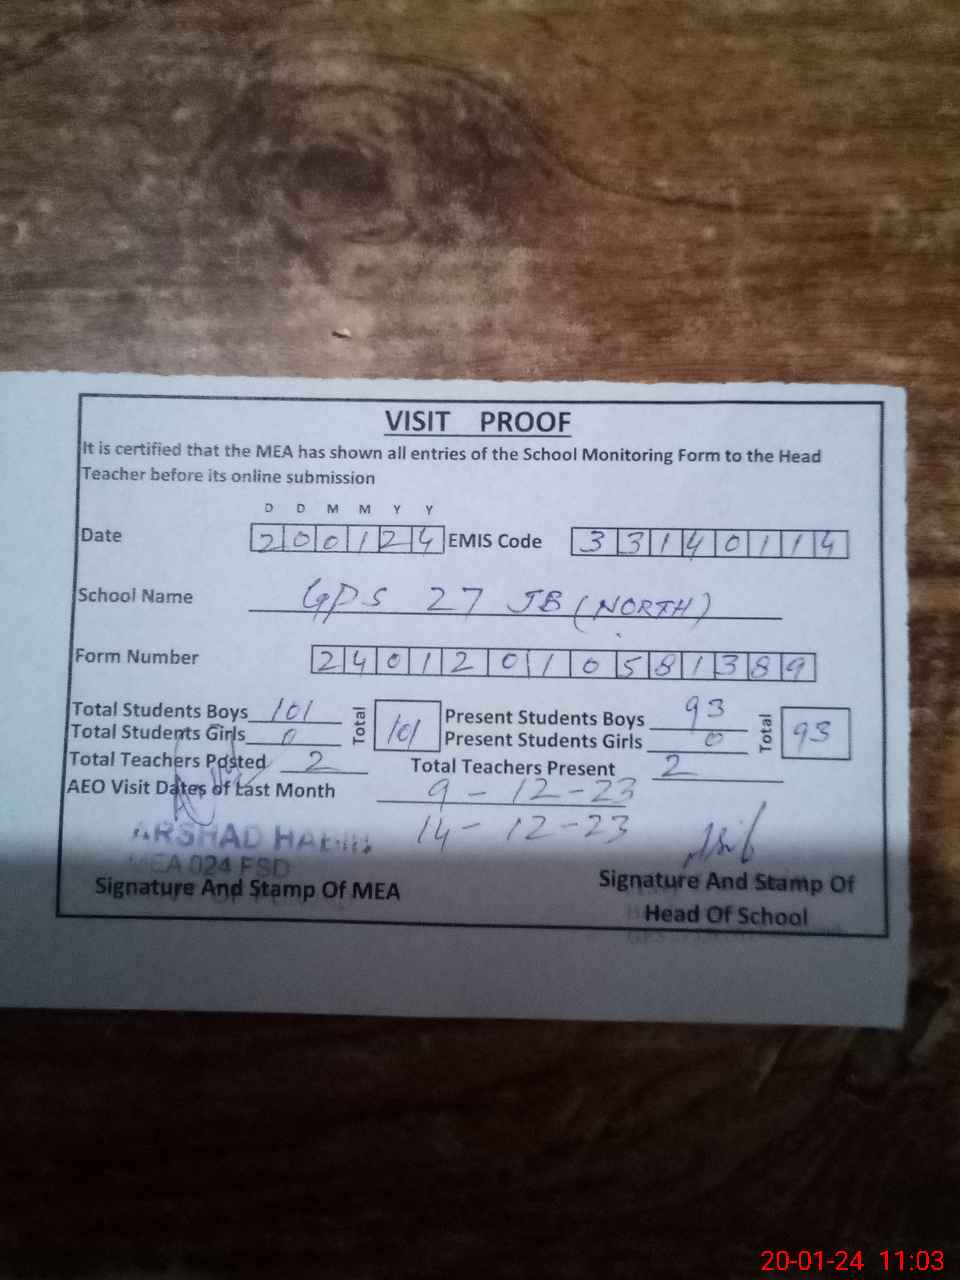 VISIT PROOF
It is certified that the MEA has shown all entries of the School Monitoring Form to the Head
Teacher before its online submission
D D M M Y Y
Date 200124 EMIS Code 33140114
School Name GPS 27 JB (NORTH)
Form Number 24012010581389
Total Students Boys 101 Total 101 Present Students Boys 93 Total 93
Total Students Girls 0 Present Students Girls 0
Total Teachers Posted 2 Total Teachers Present 2
AEO Visit Dates of Last Month 9-12-23
14-12-23
ARSHAD HABIB
MEA 024 FSD
Signature And Stamp Of MEA Signature And Stamp Of
Head Of School
20-01-24 11:03